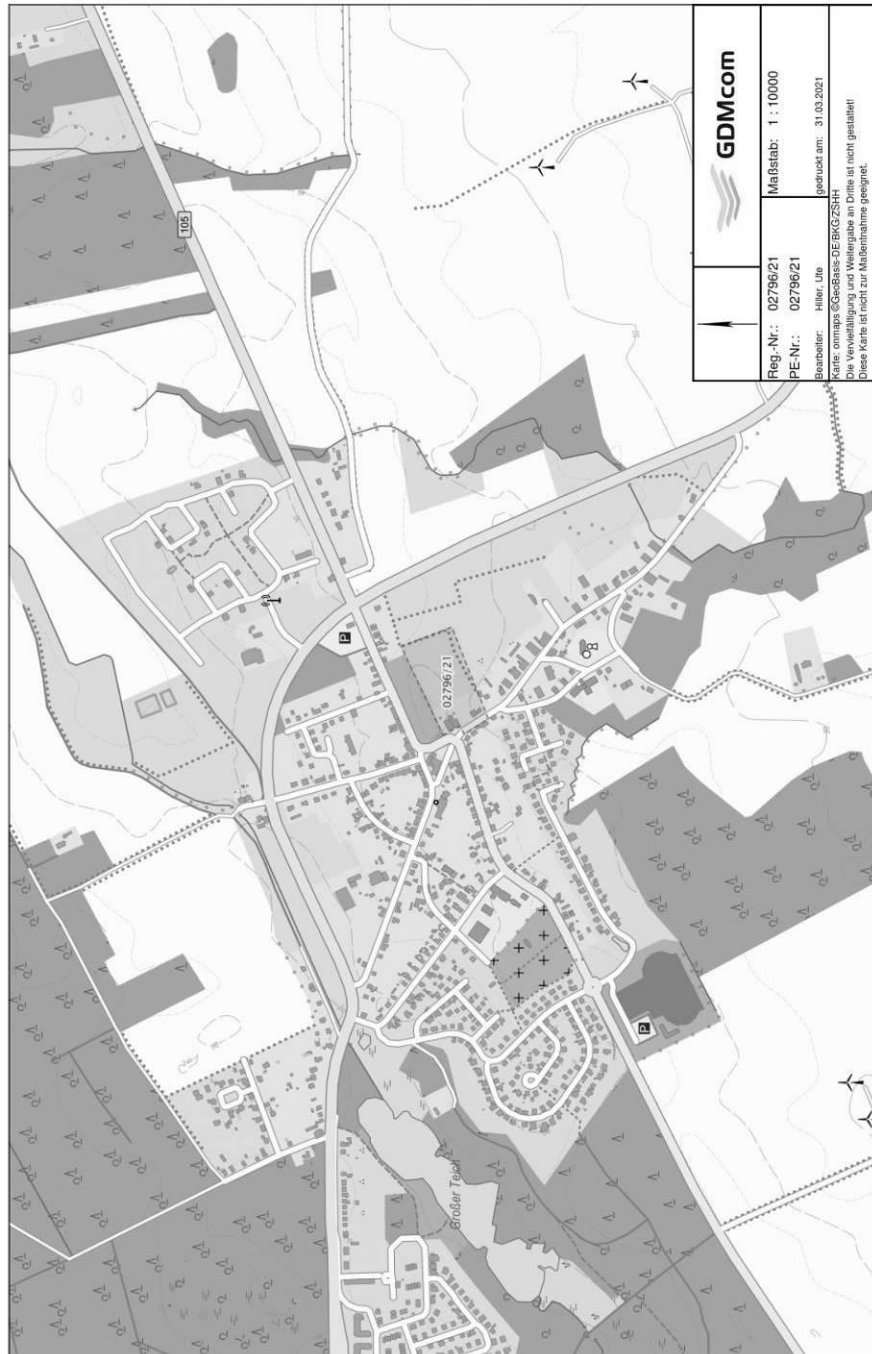 105
P
02796/21
P
Großer Teich
GDMcom
Reg.-Nr.: 02796/21
Maßstab: 1 : 10000
PE-Nr.: 02796/21
Bearbeiter: Hiller, Ute
gedruckt am: 31.03.2021
Karte: onmaps ©GeoBasis-DE/BKG/ZSHH
Die Vervielfältigung und Weitergabe an Dritte ist nicht gestattet!
Diese Karte ist nicht zur Maßentnahme geeignet.